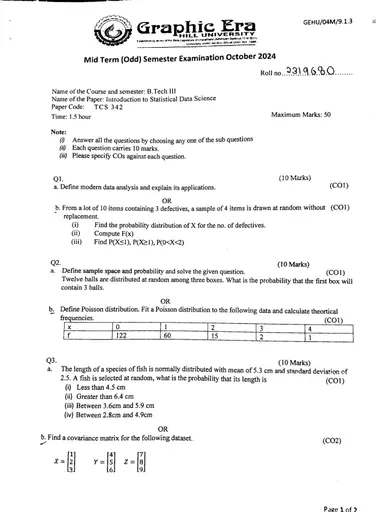 GEHU/04M/9.1.3
Graphic Era
HILL UNIVERSITY
Mid Term (Odd) Semester Examination October 2024
Roll no. 2319680
Name of the Course and semester: B.Tech III
Name of the Paper: Introduction to Statistical Data Science
Paper Code: TCS 342
Time: 1.5 hour Maximum Marks: 50
Note:
(i) Answer all the questions by choosing any one of the sub questions
(ii) Each question carries 10 marks.
(iii) Please specify COs against each question.
Q1. (10 Marks)
a. Define modern data analysis and explain its applications. (CO1)
OR
b. From a lot of 10 items containing 3 defectives, a sample of 4 items is drawn at random without (CO1)
replacement.
(i) Find the probability distribution of X for the no. of defectives.
(ii) Compute F(x)
(iii) Find P(X≤1), P(X≥1), P(0<X<2)
Q2. (10 Marks)
a. Define sample space and probability and solve the given question. (CO1)
Twelve balls are distributed at random among three boxes. What is the probability that the first box will
contain 3 balls.
OR
b. Define Poisson distribution. Fit a Poisson distribution to the following data and calculate theortical
frequencies. (CO1)
x 0 1 2 3 4
f 122 60 15 2 1
Q3. (10 Marks)
a. The length of a species of fish is normally distributed with mean of 5.3 cm and standard deviation of
2.5. A fish is selected at random, what is the probability that its length is (CO1)
(i) Less than 4.5 cm
(ii) Greater than 6.4 cm
(iii) Between 3.6cm and 5.9 cm
(iv) Between 2.8cm and 4.9cm
OR
b. Find a covariance matrix for the following dataset. (CO2)
X = [1 2 3] Y = [4 5 6] Z = [7 8 9]
Page 1 of 2